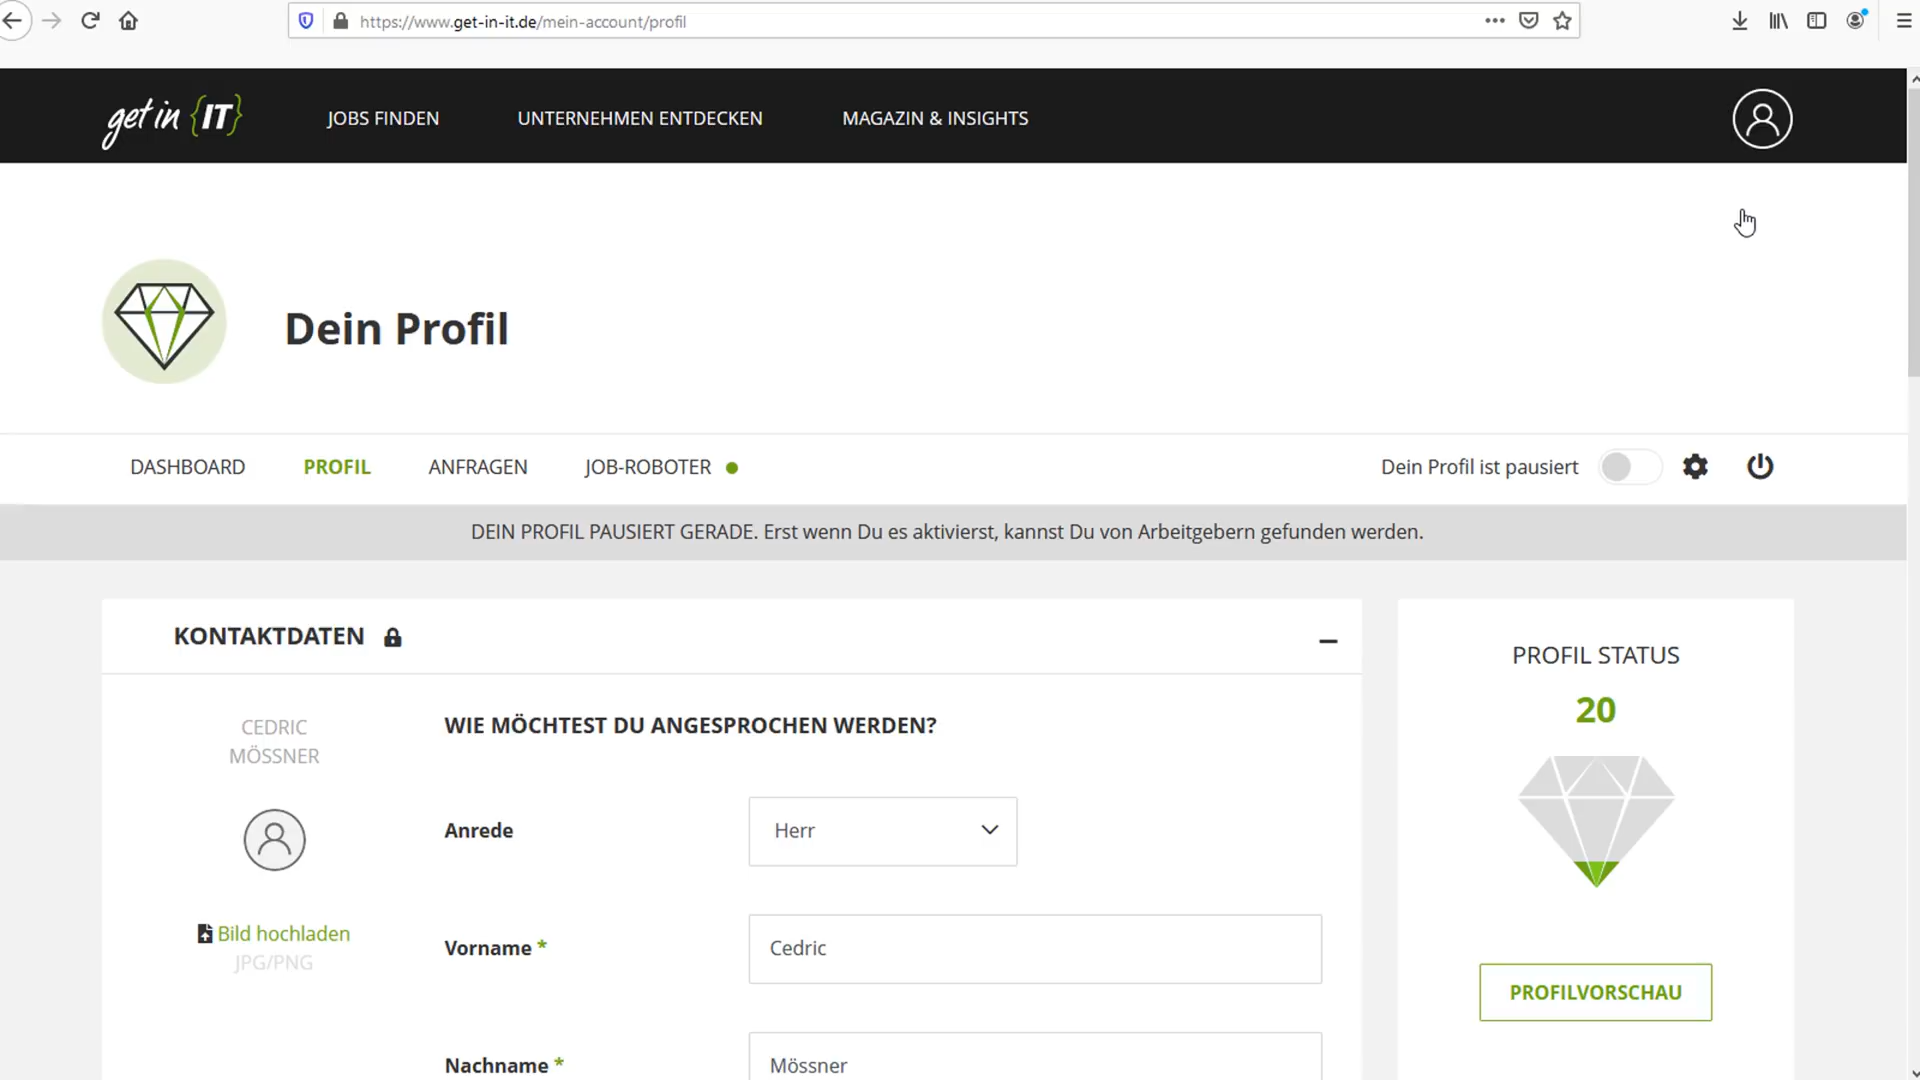 https://www.get-in-it.de/mein-account/profil
get in {IT}
JOBS FINDEN
UNTERNEHMEN ENTDECKEN
MAGAZIN & INSIGHTS
Dein Profil
DASHBOARD
PROFIL
ANFRAGEN
JOB-ROBOTER
Dein Profil ist pausiert
DEIN PROFIL PAUSIERT GERADE. Erst wenn Du es aktivierst, kannst Du von Arbeitgebern gefunden werden.
KONTAKTDATEN
CEDRIC
MÖSSNER
Bild hochladen
JPG/PNG
WIE MÖCHTEST DU ANGESPROCHEN WERDEN?
Anrede
Herr
Vorname *
Cedric
Nachname *
Mössner
PROFIL STATUS
20
PROFILVORSCHAU